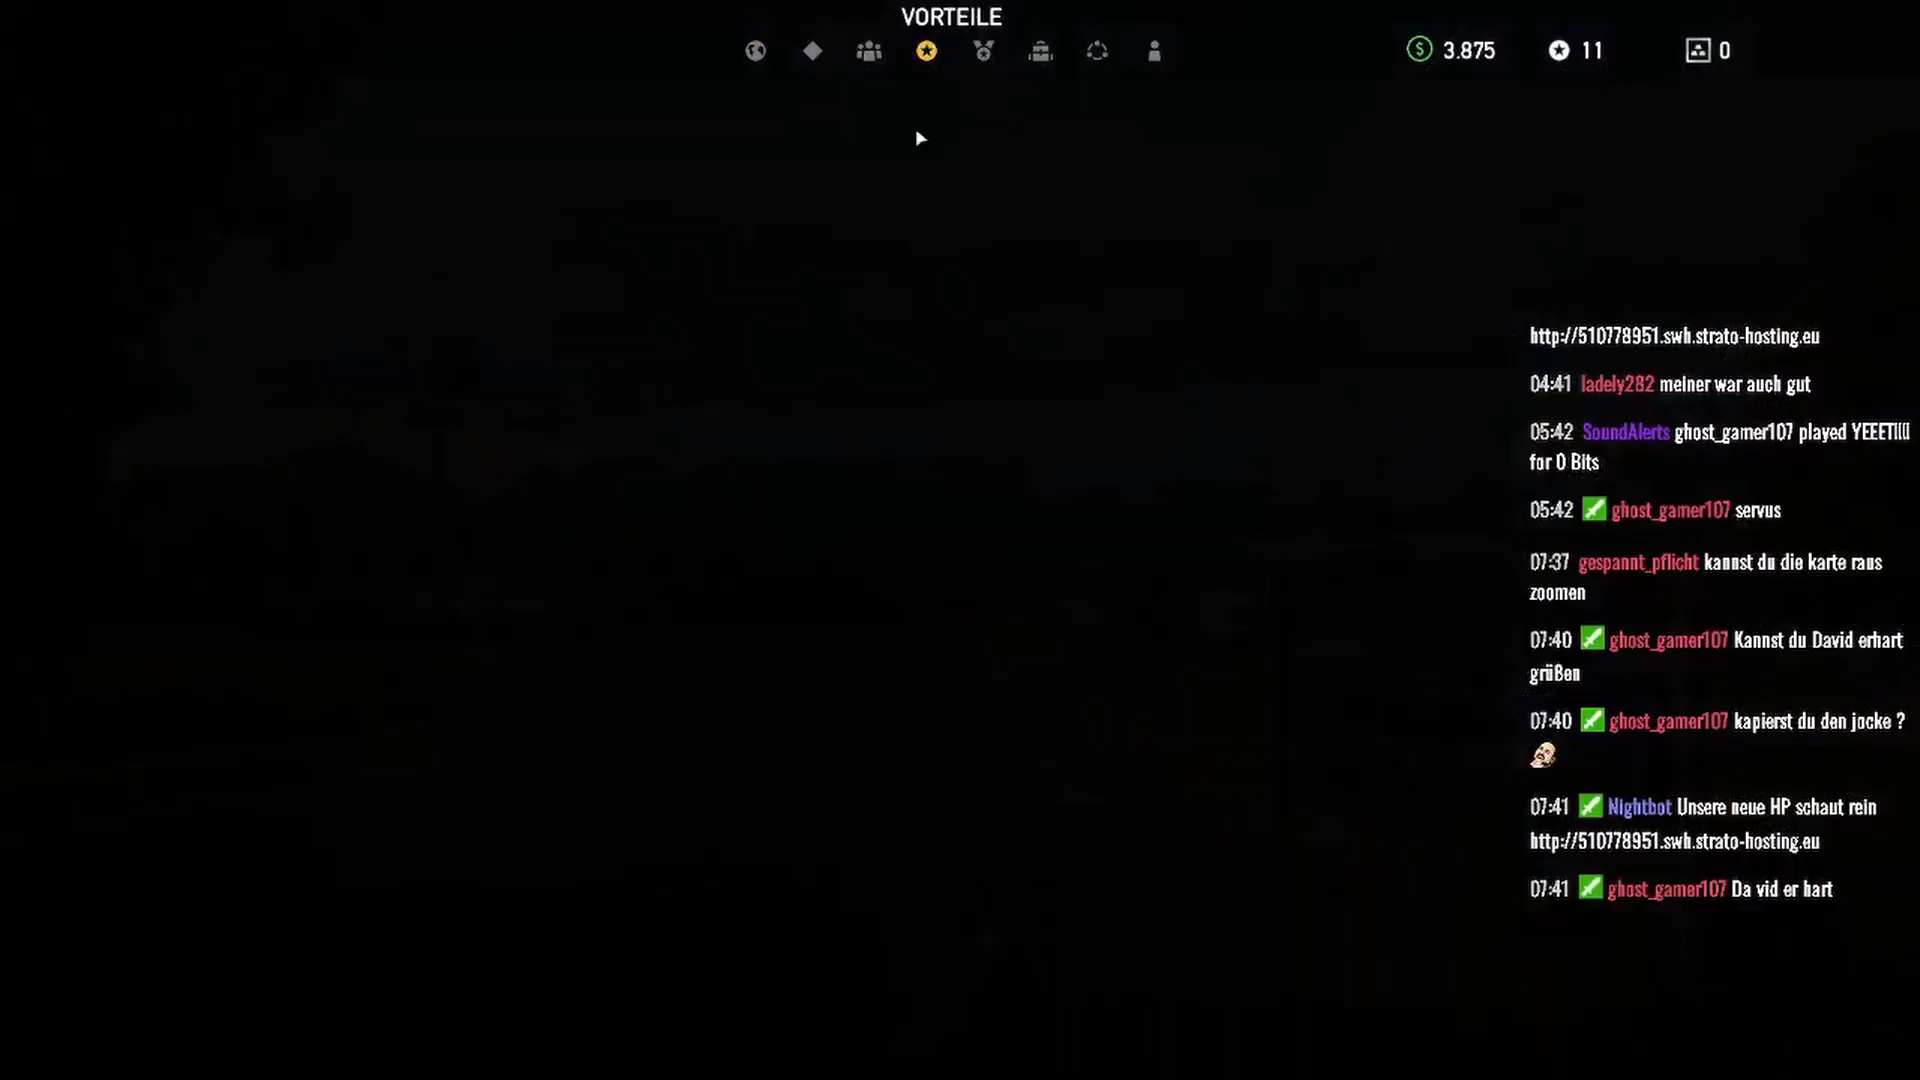 VORTEILE
3.875
11
0
http://510778951.swh.strato-hosting.eu
04:41 ladely282 meiner war auch gut
05:42 SoundAlerts ghost_gamer107 played YEEET!!!!
for 0 Bits
05:42 ghost_gamer107 servus
07:37 gespannt_pflicht kannst du die karte raus
zoomen
07:40 ghost_gamer107 Kannst du David erhart
grüßen
07:40 ghost_gamer107 kapierst du den jocke ?
07:41 Nightbot Unsere neue HP schaut rein
http://510778951.swh.strato-hosting.eu
07:41 ghost_gamer107 Da vid er hart